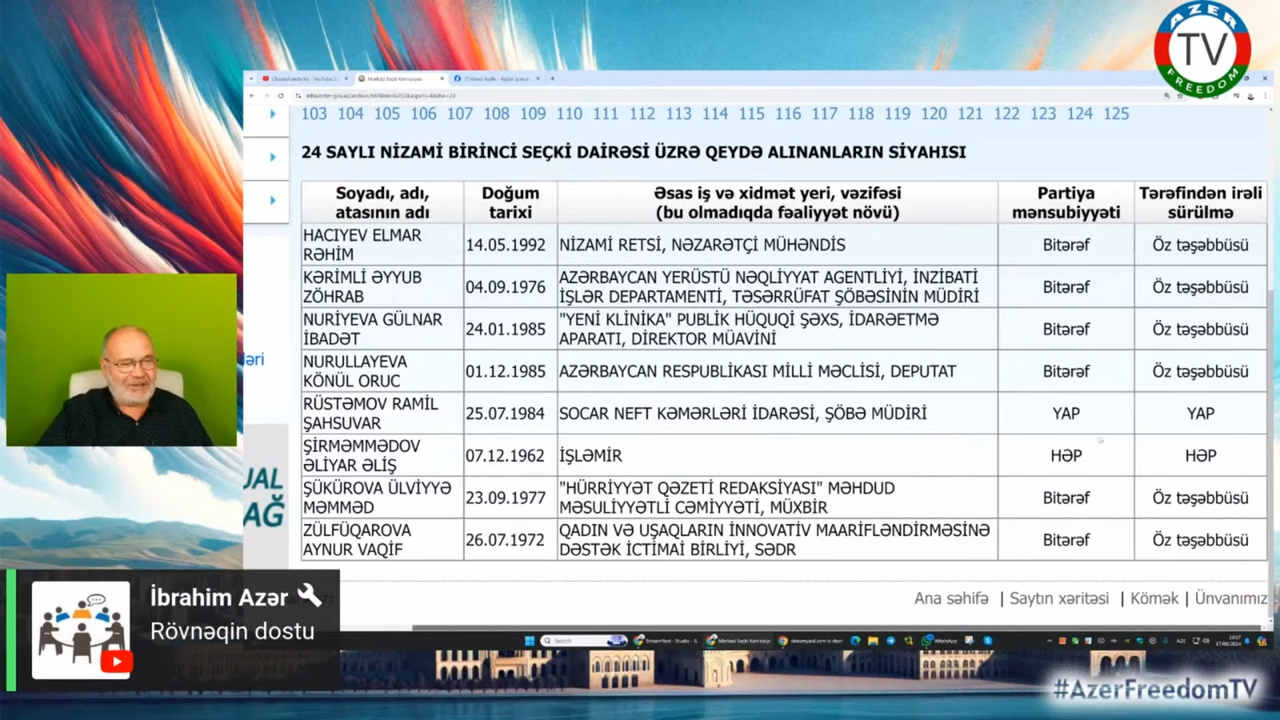 AZER
TV
FREEDOM
103 104 105 106 107 108 109 110 111 112 113 114 115 116 117 118 119 120 121 122 123 124 125
24 SAYLI NİZAMİ BİRİNCİ SEÇKİ DAİRƏSİ ÜZRƏ QEYDƏ ALINANLARIN SİYAHISI
Soyadı, adı, atasının adı
Doğum tarixi
Əsas iş və xidmət yeri, vəzifəsi
(bu olmadıqda fəaliyyət növü)
Partiya mənsubiyyəti
Tərəfindən irəli sürülmə
HACIYEV ELMAR RƏHİM 14.05.1992 NİZAMİ RETSİ, NƏZARƏTÇİ MÜHƏNDİS Bitərəf Öz təşəbbüsü
KƏRİMLİ ƏYYUB ZÖHRAB 04.09.1976 AZƏRBAYCAN YERÜSTÜ NƏQLİYYAT AGENTLİYİ, İNZİBATİ İŞLƏR DEPARTAMENTİ, TƏSƏRRÜFAT ŞÖBƏSİNİN MÜDİRİ Bitərəf Öz təşəbbüsü
NURİYEVA GÜLNAR İBADƏT 24.01.1985 "YENİ KLİNİKA" PUBLİK HÜQUQİ ŞƏXS, İDARƏETMƏ APARATI, DİREKTOR MÜAVİNİ Bitərəf Öz təşəbbüsü
NURULLAYEVA KÖNÜL ORUC 01.12.1985 AZƏRBAYCAN RESPUBLİKASI MİLLİ MƏCLİSİ, DEPUTAT Bitərəf Öz təşəbbüsü
RÜSTƏMOV RAMİL ŞAHSUVAR 25.07.1984 SOCAR NEFT KƏMƏRLƏRİ İDARƏSİ, ŞÖBƏ MÜDİRİ YAP YAP
ŞİRMƏMMƏDOV ƏLİYAR ƏLİŞ 07.12.1962 İŞLƏMİR HƏP HƏP
ŞÜKÜROVA ÜLVİYYƏ MƏMMƏD 23.09.1977 "HÜRRİYYƏT QƏZETİ REDAKSİYASI" MƏHDUD MƏSULİYYƏTLİ CƏMİYYƏTİ, MÜXBİR Bitərəf Öz təşəbbüsü
ZÜLFÜQAROVA AYNUR VAQİF 26.07.1972 QADIN VƏ UŞAQLARIN İNNOVATİV MAARİFLƏNDİRMƏSİNƏ DƏSTƏK İCTİMAİ BİRLİYİ, SƏDR Bitərəf Öz təşəbbüsü
əri
UAL
AĞ
Ana səhifə | Saytın xəritəsi | Kömək | Ünvanımız
İbrahim Azər
Rövnəqin dostu
Search
WhatsApp
#AzerFreedomTV